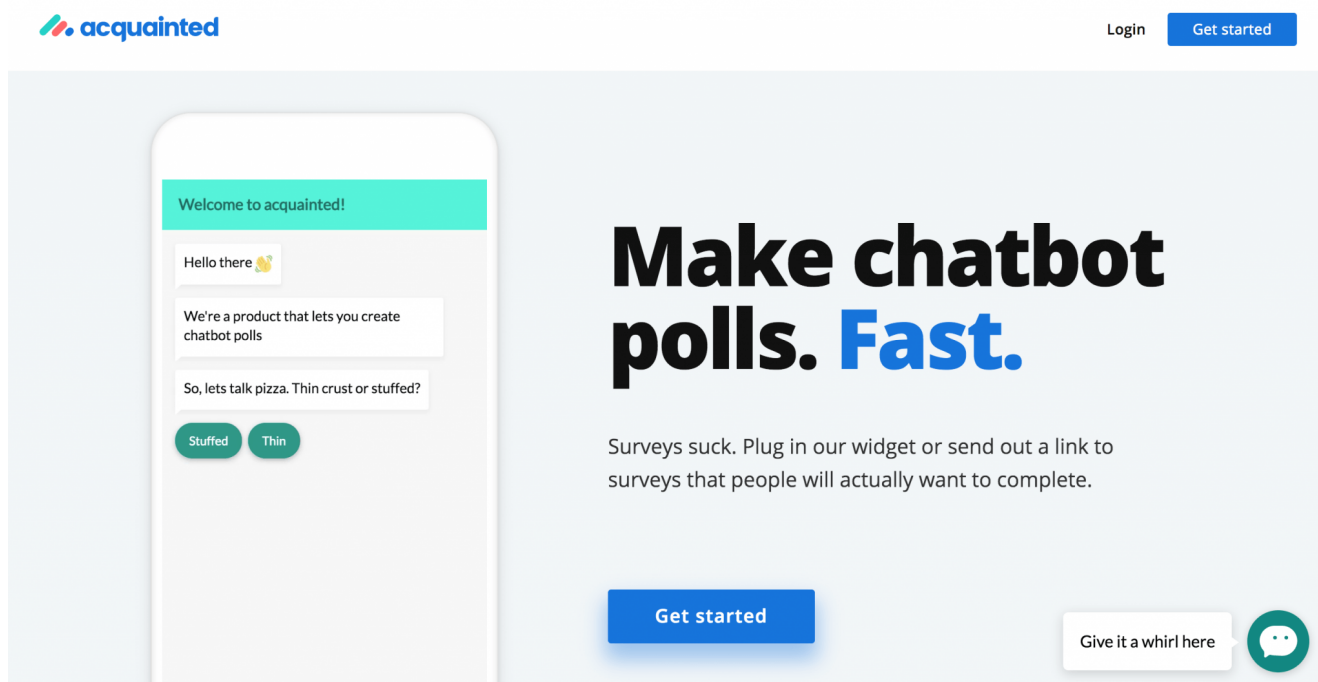 acquainted
Login
Get started
Welcome to acquainted!
Hello there 👋
We're a product that lets you create
chatbot polls
So, lets talk pizza. Thin crust or stuffed?
Stuffed
Thin
Make chatbot
polls. Fast.
Surveys suck. Plug in our widget or send out a link to
surveys that people will actually want to complete.
Get started
Give it a whirl here